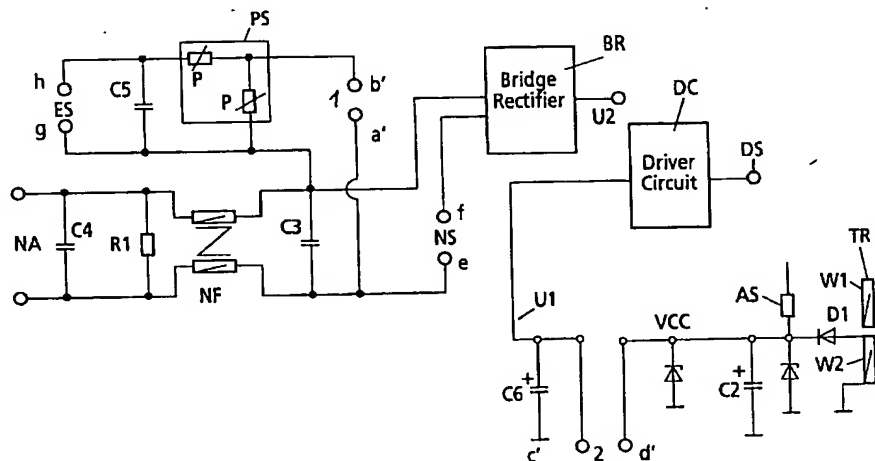 PS
BR
h
P
b'
Bridge
Rectifier
C5
ES
P
1
U2
DC
g
a'
Driver
Circuit
DS
f
NA
C4
R1
C3
NS
TR
e
W1
NF
U1
AS
D1
VCC
W2
+
C6
+
C2
c'
2
d'